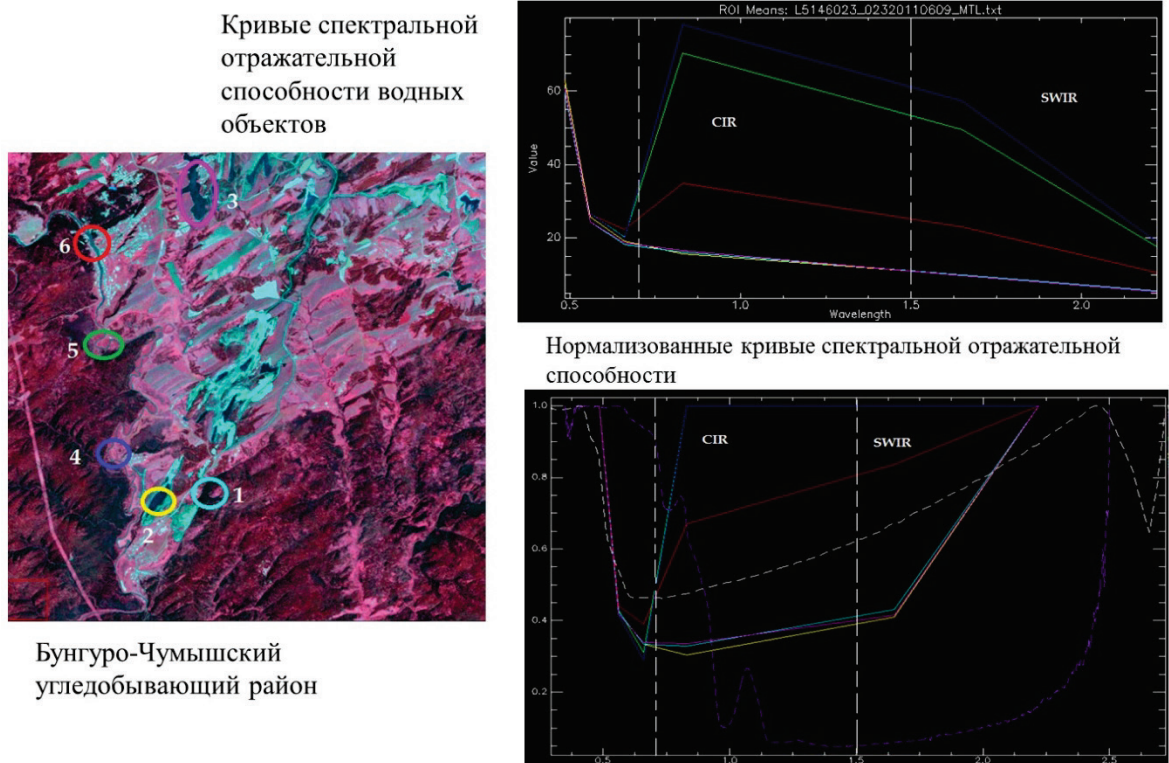 Кривые спектральной
отражательной
способности водных
объектов
3
6
5
4
1
2
Бунгуро-Чумышский
угледобывающий район
ROI Means: L5146023_02320110609_MTL.txt
CIR
SWIR
Value
60
40
20
0.5
1.0
1.5
2.0
Wavelength
Нормализованные кривые спектральной отражательной
способности
CIR
SWIR
1.0
0.8
0.6
0.4
0.2
0.5
1.0
1.5
2.0
2.5